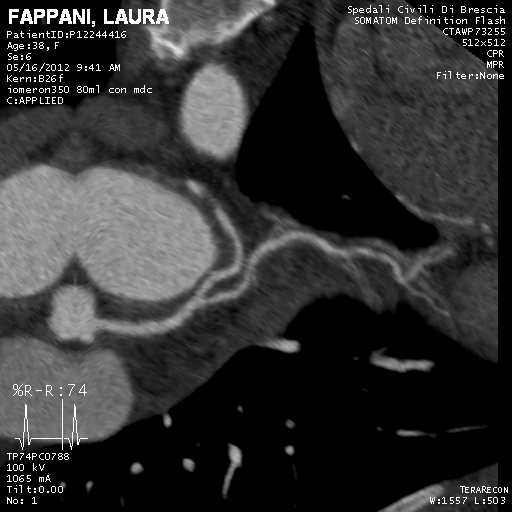 FAPPANI, LAURA
PatientID:P12244416
Age:38, F
Se:6
05/16/2012 9:41 AM
Kern:B26f
iomeron350 80ml con mdc
C:APPLIED
Spedali Civili Di Brescia
SOMATOM Definition Flash
CTAWP73255
512x512
CPR
MPR
Filter:None
%R-R:74
TP74PC0788
100 kV
1065 mA
Tilt:0.00
No: 1
TERARECON
W:1557 L:503